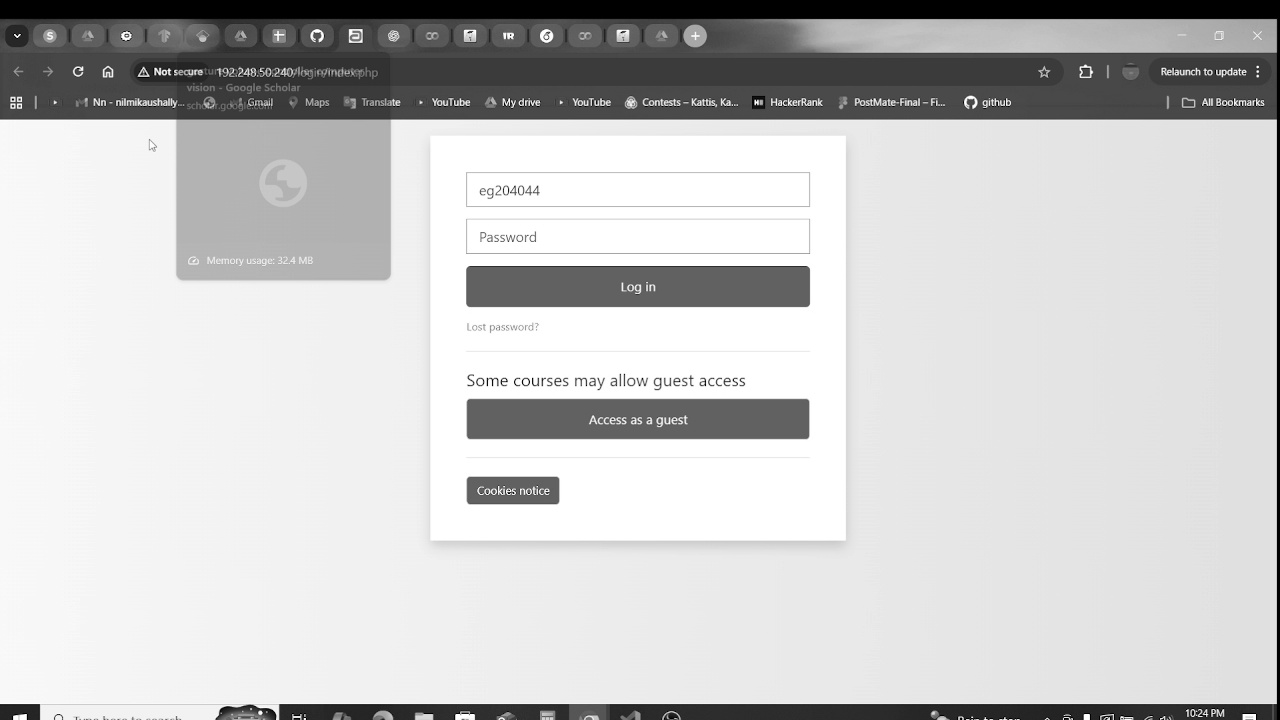 Not secure 192.248.50.240/login/index.php Relaunch to update
vision - Google Scholar
scholar.google.com
Nn - nilmikaushally... Gmail Maps Translate YouTube My drive YouTube Contests – Kattis, Ka... HackerRank PostMate-Final – Fi... github All Bookmarks
Memory usage: 32.4 MB
eg204044
Password
Log in
Lost password?
Some courses may allow guest access
Access as a guest
Cookies notice
Type here to search
Rain to stop
10:24 PM